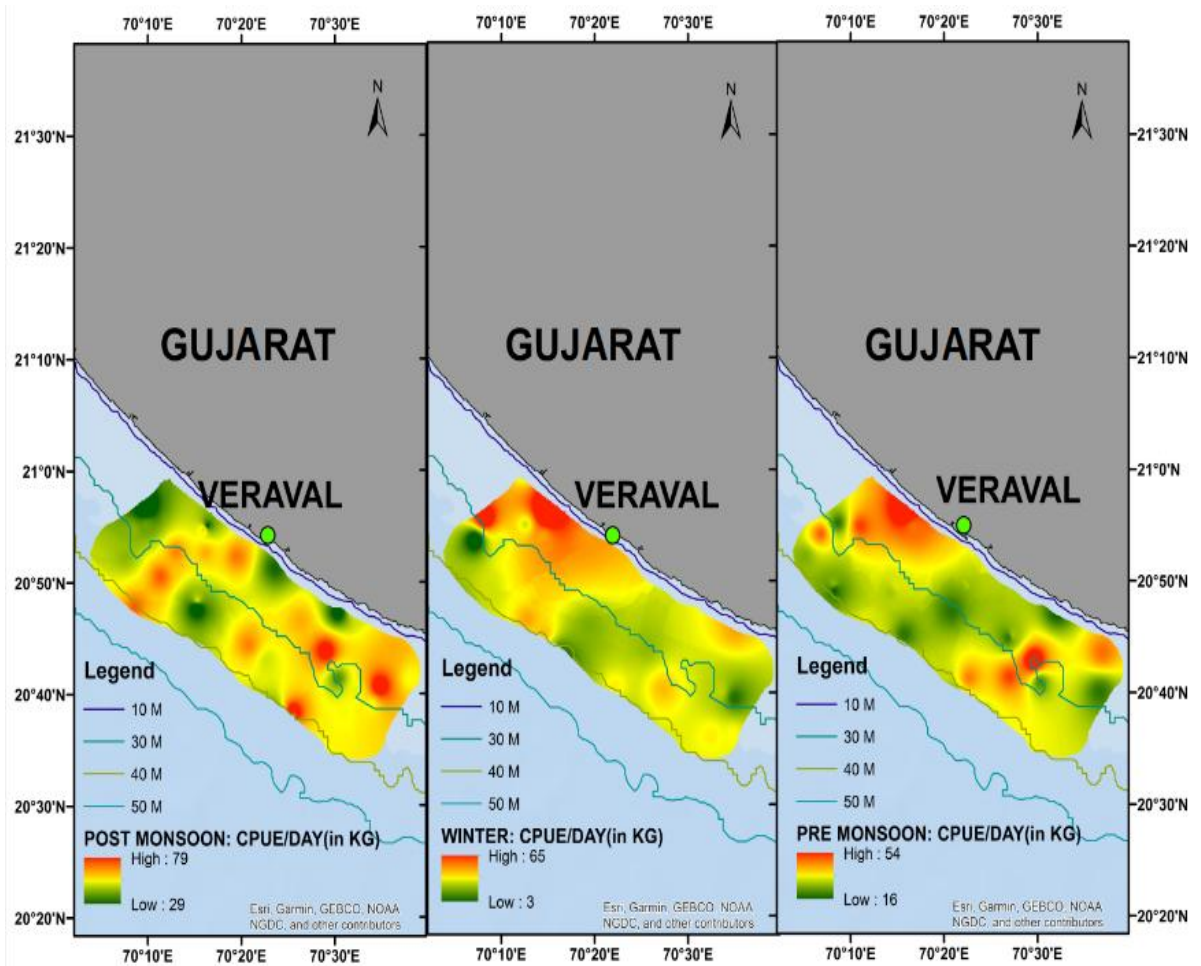 70°10'E 70°20'E 70°30'E 70°10'E 70°20'E 70°10'E 70°20'E 70°30'E
N N N
21°30'N 21°30'N
21°20'N 21°20'N
GUJARAT GUJARAT GUJARAT
21°10'N 21°10'N
21°0'N 21°0'N
VERAVAL VERAVAL VERAVAL
20°50'N 20°50'N
Legend Legend Legend
20°40'N 20°40'N
10 M 10 M 10 M
30 M 30 M 30 M
40 M 40 M 40 M
50 M 50 M 50 M
20°30'N 20°30'N
POST MONSOON: CPUE/DAY(in KG) WINTER: CPUE/DAY(in KG) PRE MONSOON: CPUE/DAY(in KG)
High : 79 High : 65 High : 54
Low : 29 Low : 3 Low : 16
Esri, Garmin, GEBCO, NOAA Esri, Garmin, GEBCO, NOAA Esri, Garmin, GEBCO, NOAA
NGDC, and other contributors NGDC, and other contributors NGDC, and other contributors
20°20'N 20°20'N
70°10'E 70°20'E 70°30'E 70°10'E 70°20'E 70°30'E 70°10'E 70°20'E 70°30'E